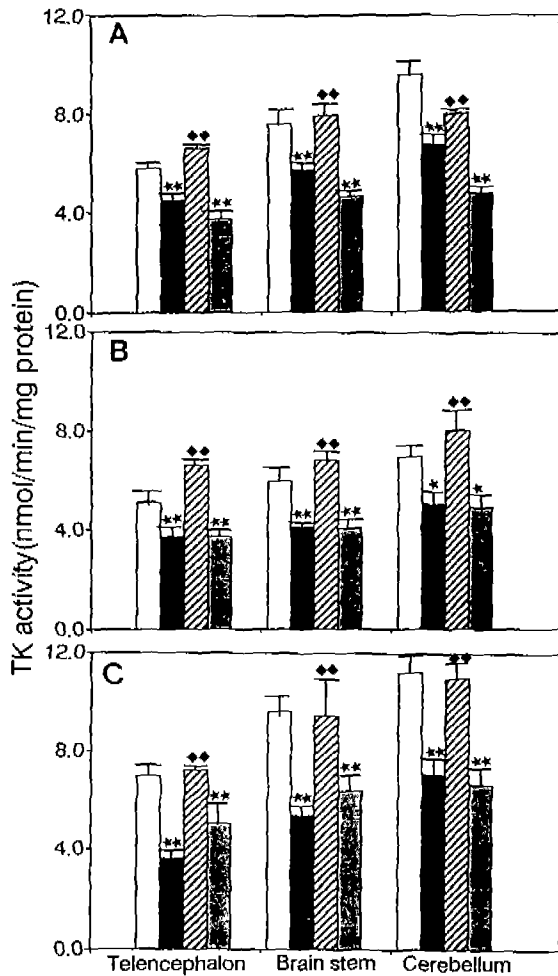 TK activity(nmol/min/mg protein)
A
12.0
8.0
4.0
0.0
◆◆ ◆◆ ◆◆
** ** ** ** ** **
B
12.0
8.0
4.0
0.0
◆◆ ◆◆ ◆◆
** ** ** ** * *
C
12.0
8.0
4.0
0.0
◆◆ ◆◆ ◆◆
** ** ** ** ** **
Telencephalon Brain stem Cerebellum